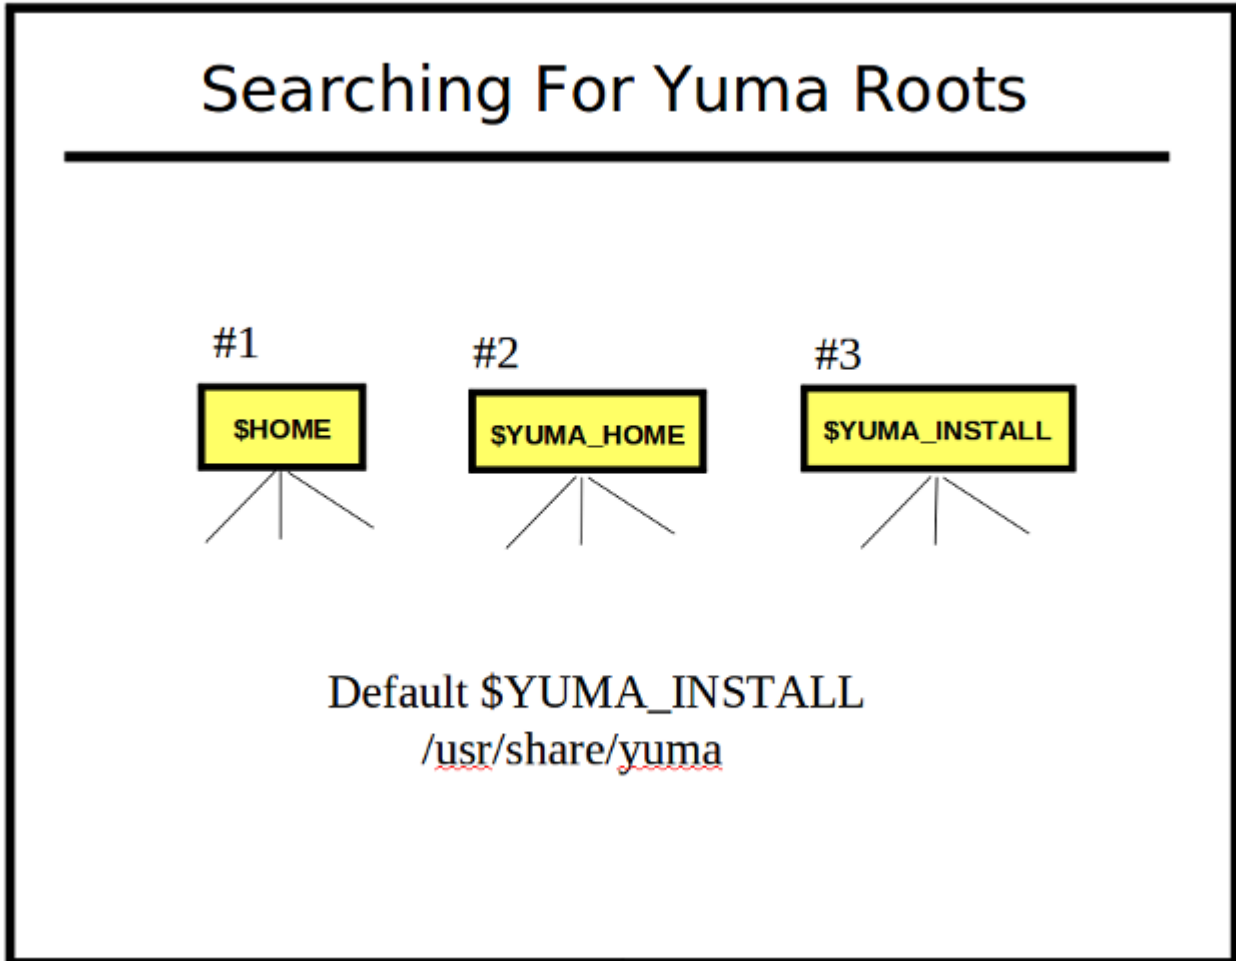 Searching For Yuma Roots
#1
#2
#3
$HOME
$YUMA_HOME
$YUMA_INSTALL
Default $YUMA_INSTALL
/usr/share/yuma